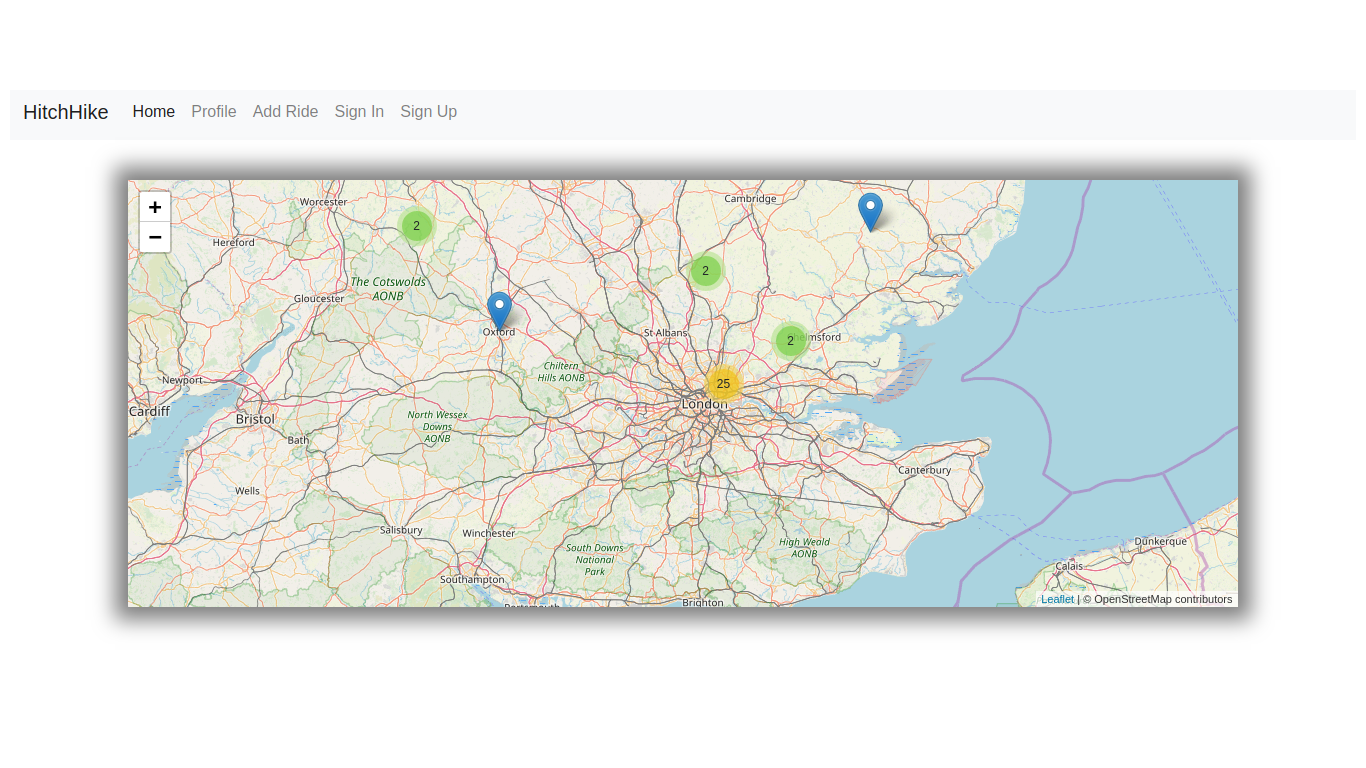 HitchHike Home Profile Add Ride Sign In Sign Up
+
−
Worcester
Cambridge
2
Hereford
2
The Cotswolds
AONB
Gloucester
Oxford
St Albans
2
Chiltern
Hills AONB
Newport
25
London
Cardiff
Bristol
North Wessex
Downs
AONB
Bath
Canterbury
Wells
Salisbury
Winchester
South Downs
National
Park
High Weald
AONB
Dunkerque
Calais
Southampton
Brighton
Leaflet | © OpenStreetMap contributors